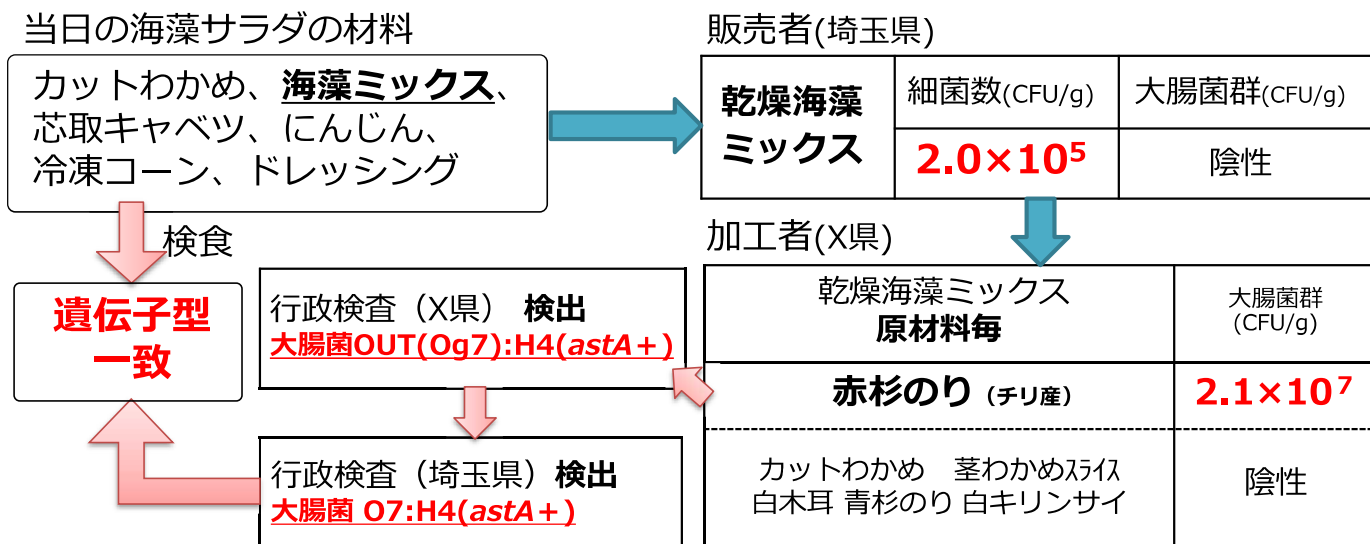 当日の海藻サラダの材料
カットわかめ、海藻ミックス、
芯取キャベツ、にんじん、
冷凍コーン、ドレッシング
販売者(埼玉県)
乾燥海藻
ミックス
細菌数(CFU/g)
大腸菌群(CFU/g)
2.0×10⁵
陰性
検食
遺伝子型
一致
行政検査（X県） 検出
大腸菌OUT(Og7):H4(astA+)
行政検査（埼玉県）検出
大腸菌 O7:H4(astA+)
加工者(X県)
乾燥海藻ミックス
原材料毎
大腸菌群
(CFU/g)
赤杉のり（チリ産）
2.1×10⁷
カットわかめ　茎わかめｽﾗｲｽ
白木耳 青杉のり 白キリンサイ
陰性